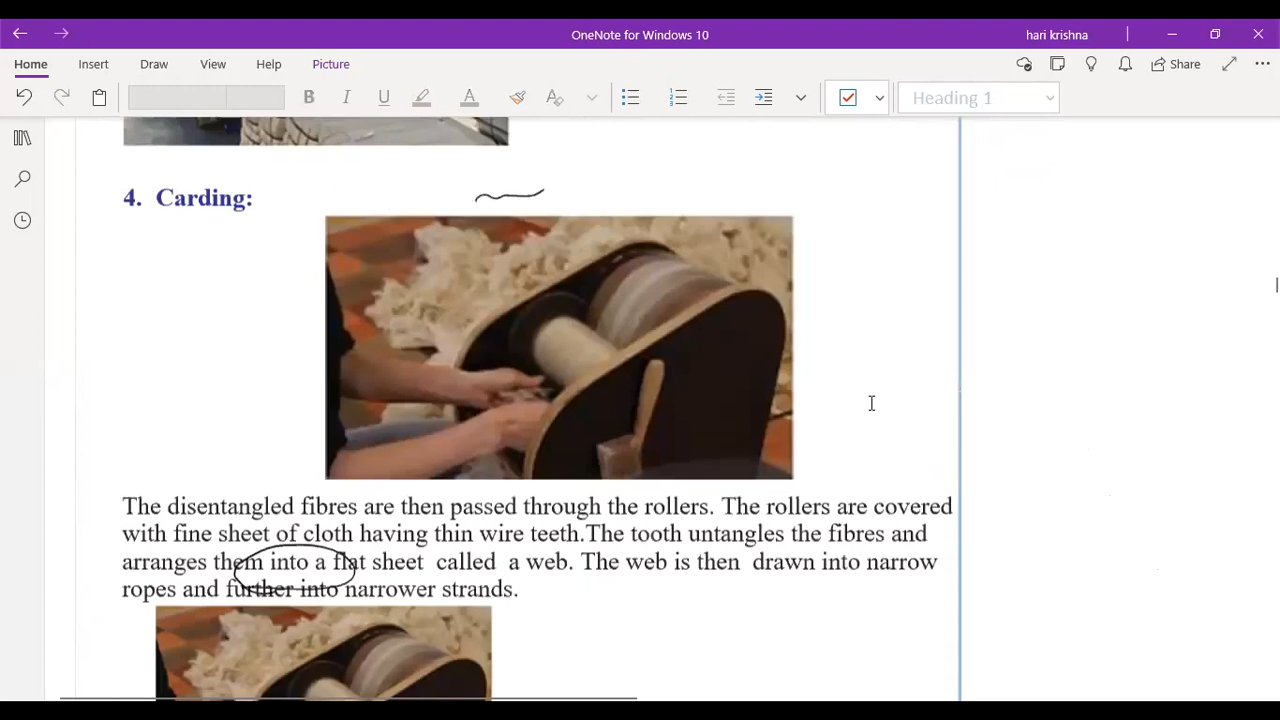 OneNote for Windows 10
hari krishna
Home Insert Draw View Help Picture
Share
B I U A A Heading 1
4. Carding:
The disentangled fibres are then passed through the rollers. The rollers are covered
with fine sheet of cloth having thin wire teeth.The tooth untangles the fibres and
arranges them into a flat sheet called a web. The web is then drawn into narrow
ropes and further into narrower strands.